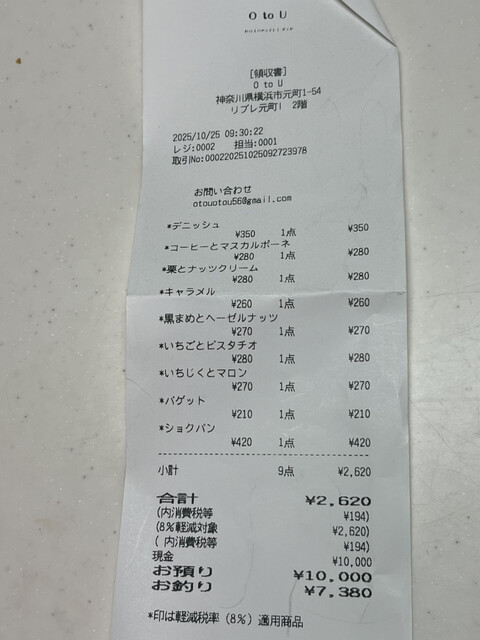 O to U
[領収書]
O to U
神奈川県横浜市元町1-54
リブレ元町Ⅰ 2階
2025/10/25 09:30:22
レジ:0002 担当:0001
取引No:000220251025092723978
お問い合わせ
otouotou56@gmail.com
*デニッシュ
¥350 1点 ¥350
*コーヒーとマスカルポーネ
¥280 1点 ¥280
*栗とナッツクリーム
¥280 1点 ¥280
*キャラメル
¥260 1点 ¥260
*黒まめとヘーゼルナッツ
¥270 1点 ¥270
*いちごとピスタチオ
¥280 1点 ¥280
*いちじくとマロン
¥270 1点 ¥270
*バゲット
¥210 1点 ¥210
*ショクパン
¥420 1点 ¥420
小計 9点 ¥2,620
合計 ¥2,620
(内消費税等 ¥194)
(8%軽減対象 ¥2,620)
( 内消費税等 ¥194)
現金 ¥10,000
お預り ¥10,000
お釣り ¥7,380
*印は軽減税率(8%)適用商品